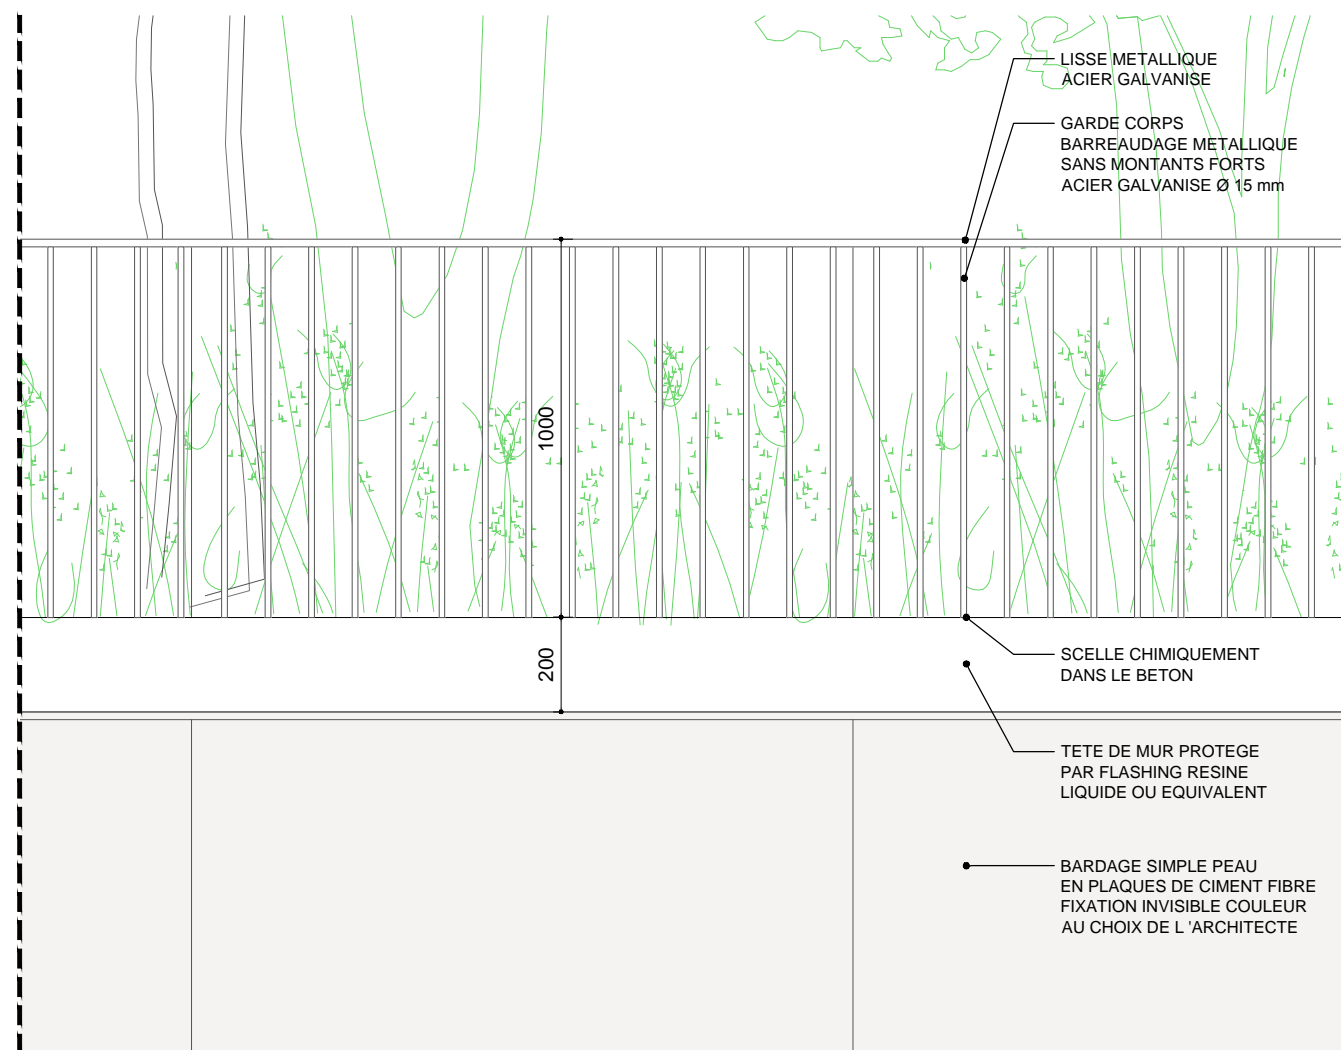 LISSE METALLIQUE
ACIER GALVANISE
GARDE CORPS
BARREAUDAGE METALLIQUE
SANS MONTANTS FORTS
ACIER GALVANISE Ø 15 mm
1000
200
SCELLE CHIMIQUEMENT
DANS LE BETON
TETE DE MUR PROTEGE
PAR FLASHING RESINE
LIQUIDE OU EQUIVALENT
BARDAGE SIMPLE PEAU
EN PLAQUES DE CIMENT FIBRE
FIXATION INVISIBLE COULEUR
AU CHOIX DE L 'ARCHITECTE